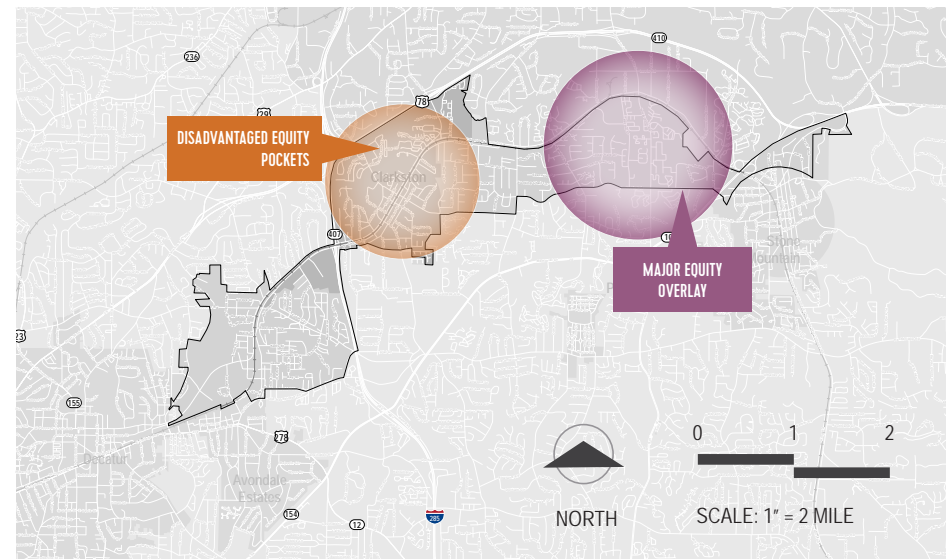 410
236
78
29
DISADVANTAGED EQUITY
POCKETS
Clarkston
407
MAJOR EQUITY
OVERLAY
Stone
Mountain
23
155
278
Decatur
Avondale
Estates
154
12
285
NORTH
0 1 2
SCALE: 1" = 2 MILE